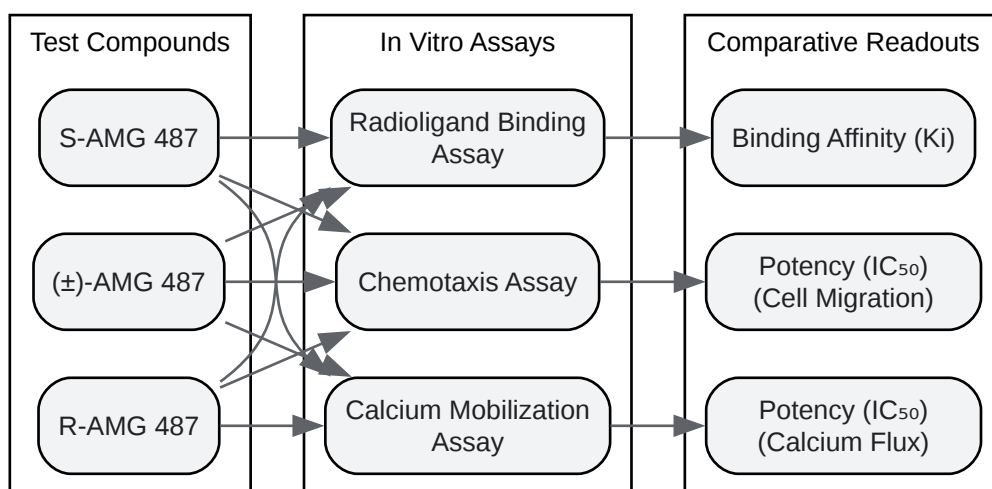 Test Compounds
S-AMG 487
(±)-AMG 487
R-AMG 487
In Vitro Assays
Radioligand Binding
Assay
Chemotaxis Assay
Calcium Mobilization
Assay
Comparative Readouts
Binding Affinity (Ki)
Potency (IC₅₀)
(Cell Migration)
Potency (IC₅₀)
(Calcium Flux)